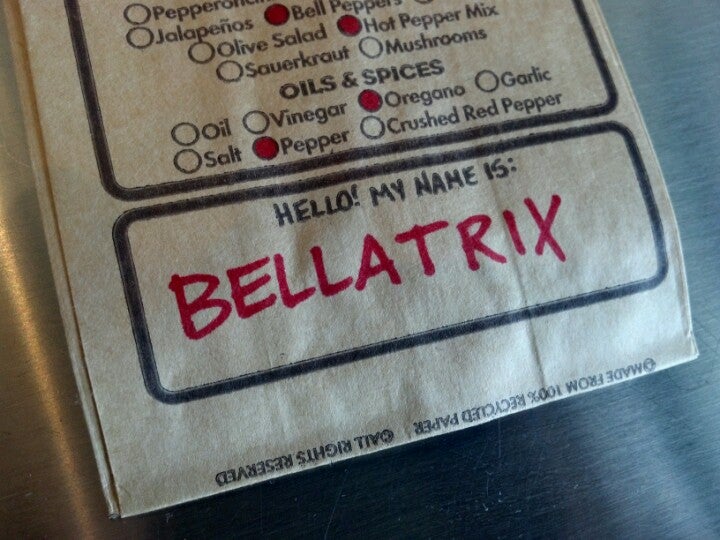 Pepperoncini Bell Peppers
Jalapeños Hot Pepper Mix
Olive Salad Mushrooms
Sauerkraut
OILS & SPICES
Oil Vinegar Oregano Garlic
Salt Pepper Crushed Red Pepper
HELLO! MY NAME IS:
BELLATRIX
©ALL RIGHTS RESERVED MADE FROM 100% RECYCLED PAPER